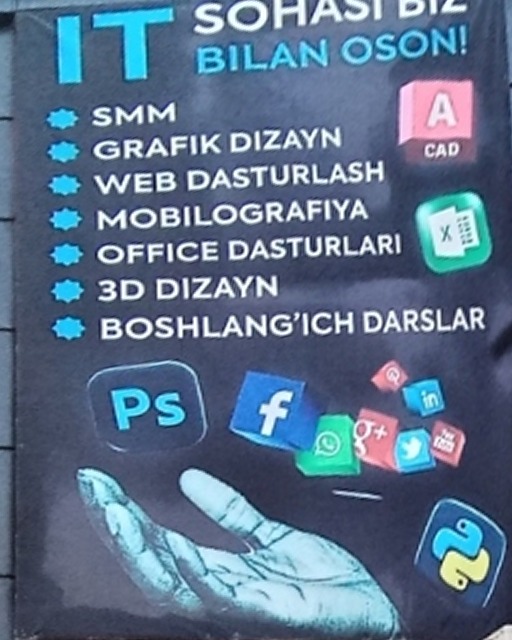 IT SOHASI BIZ
BILAN OSON!
SMM
GRAFIK DIZAYN
WEB DASTURLASH
MOBILOGRAFIYA
OFFICE DASTURLARI
3D DIZAYN
BOSHLANG'ICH DARSLAR
A
CAD
X
Ps
f
g+
in
You